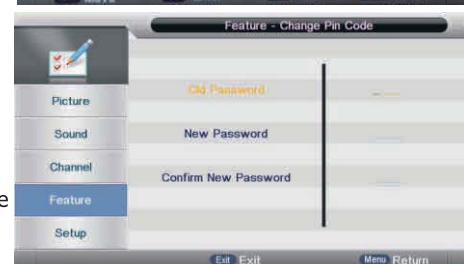 Feature - Change Pin Code
Picture
Old Password
Sound
New Password
Channel
Confirm New Password
e
Feature
Setup
Exit Exit
Menu Return